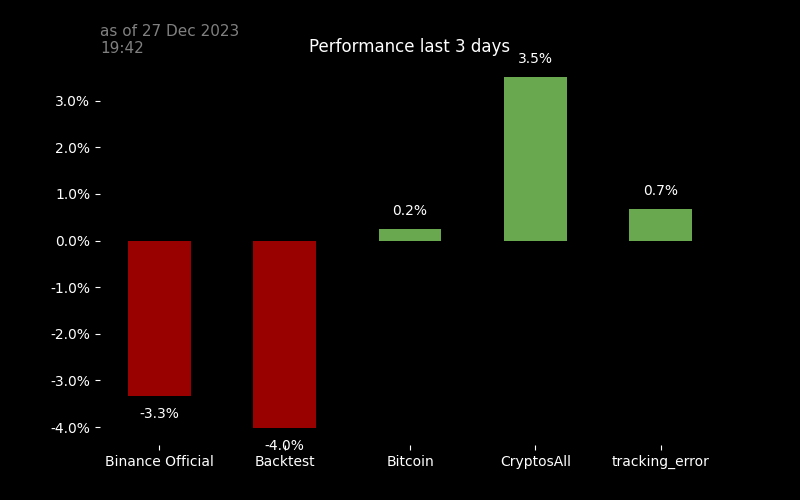 as of 27 Dec 2023
19:42
Performance last 3 days
3.5%
3.0%
2.0%
1.0%
0.7%
0.2%
0.0%
-1.0%
-2.0%
-3.0%
-3.3%
-4.0%
-4.0%
Binance Official
Backtest
Bitcoin
CryptosAll
tracking_error